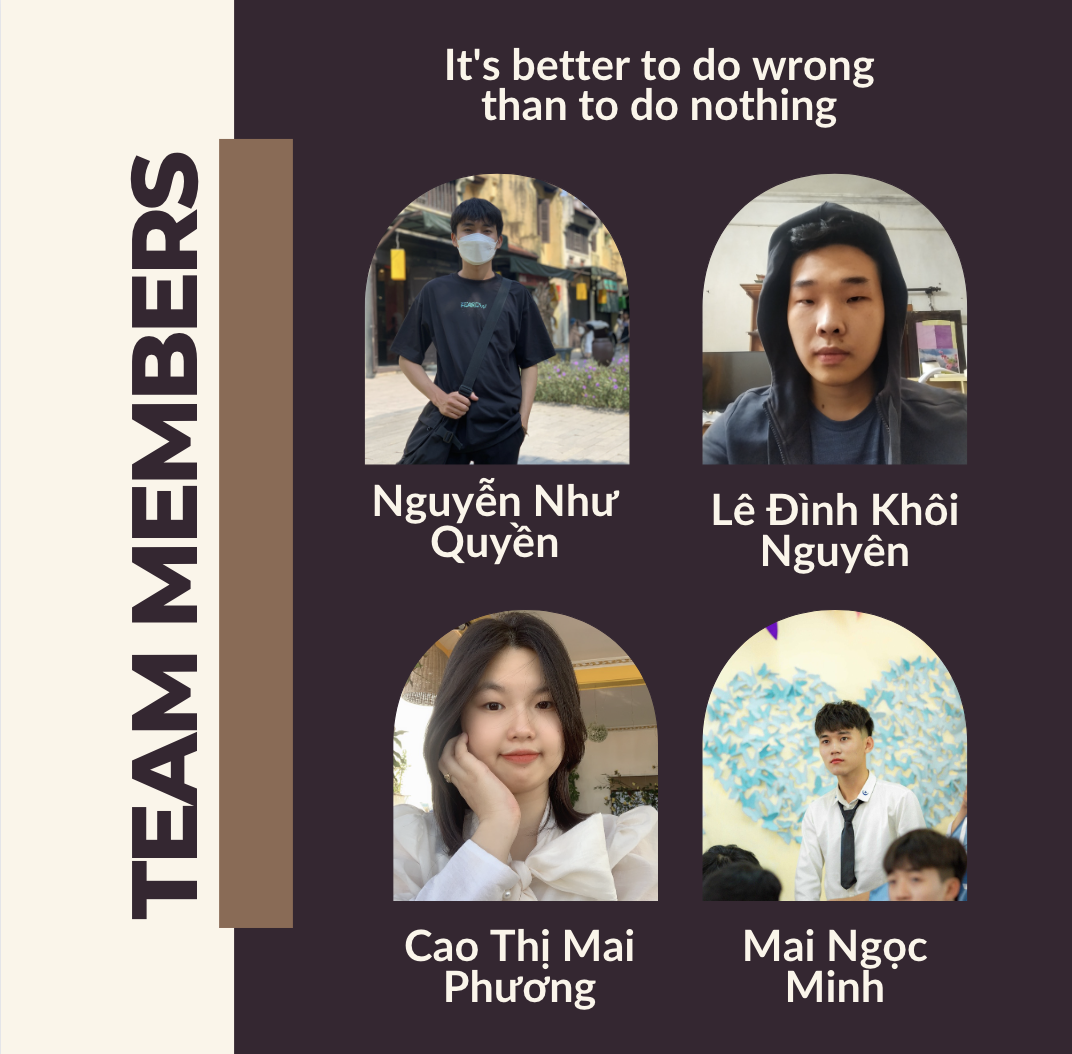 It's better to do wrong
than to do nothing
TEAM MEMBERS
Nguyễn Như
Quyền
Lê Đình Khôi
Nguyên
Cao Thị Mai
Phương
Mai Ngọc
Minh